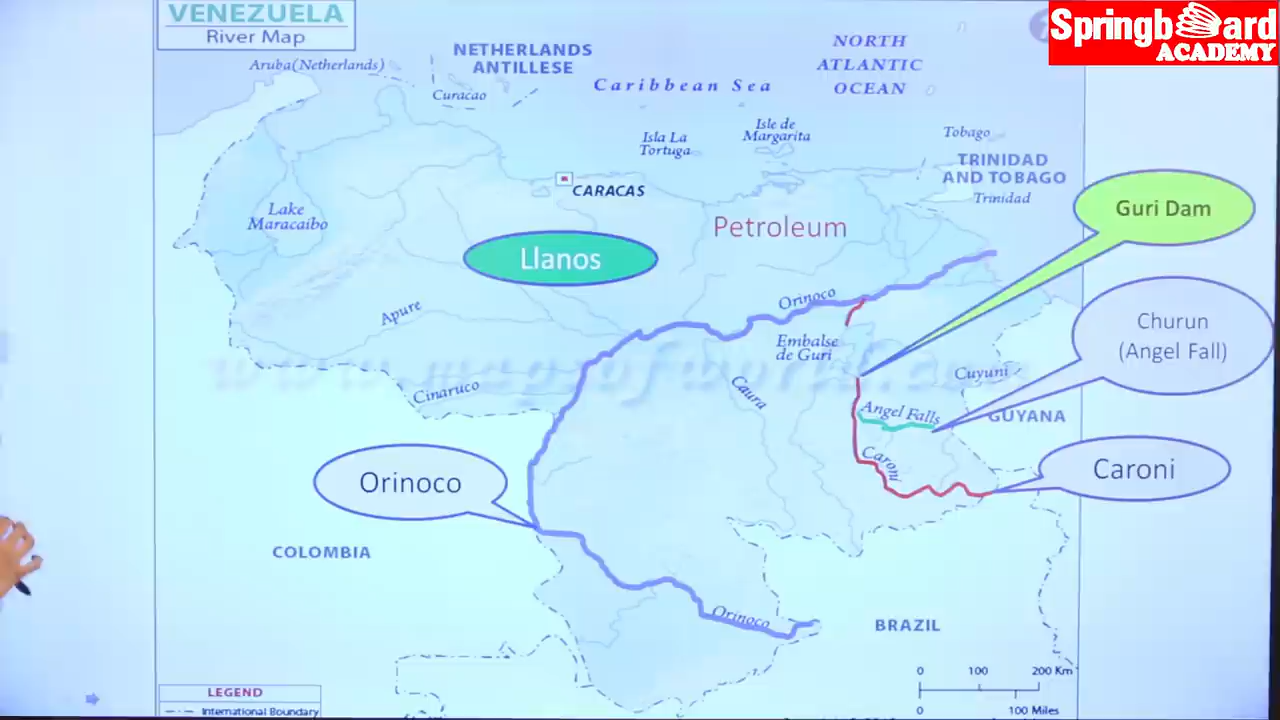 VENEZUELA
River Map
Springboard
ACADEMY
Aruba(Netherlands)
NETHERLANDS
ANTILLESE
Curacao
Caribbean Sea
NORTH
ATLANTIC
OCEAN
Isla La
Tortuga
Isle de
Margarita
Tobago
TRINIDAD
AND TOBAGO
Trinidad
CARACAS
Lake
Maracaibo
Petroleum
Guri Dam
Llanos
Apure
Orinoco
Embalse
de Guri
Churun
(Angel Fall)
www.mapsofworld.com
Cinaruco
Caura
Cuyuni
Angel Falls
GUYANA
Caroni
Caroni
Orinoco
COLOMBIA
Orinoco
BRAZIL
0 100 200 Km
0 100 Miles
LEGEND
International Boundary